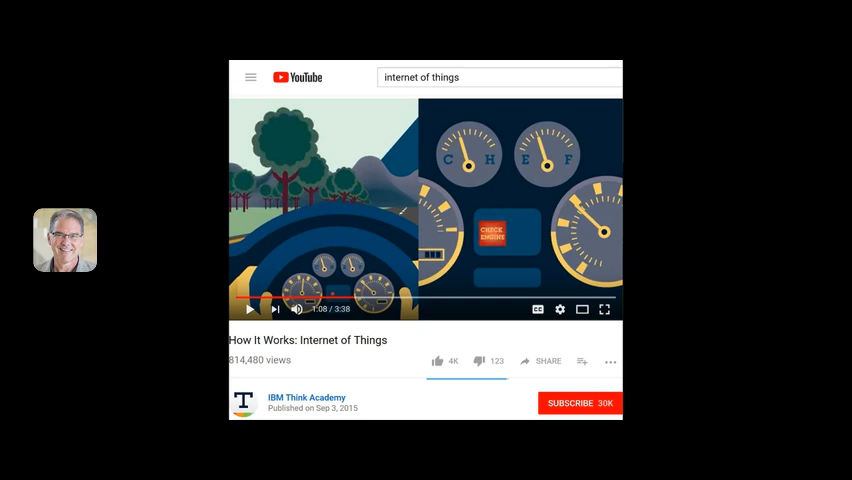 YouTube
internet of things
C H E F
CHECK
ENGINE
1:08 / 3:38
CC
How It Works: Internet of Things
814,480 views
4K 123 SHARE
T
IBM Think Academy
Published on Sep 3, 2015
SUBSCRIBE 30K